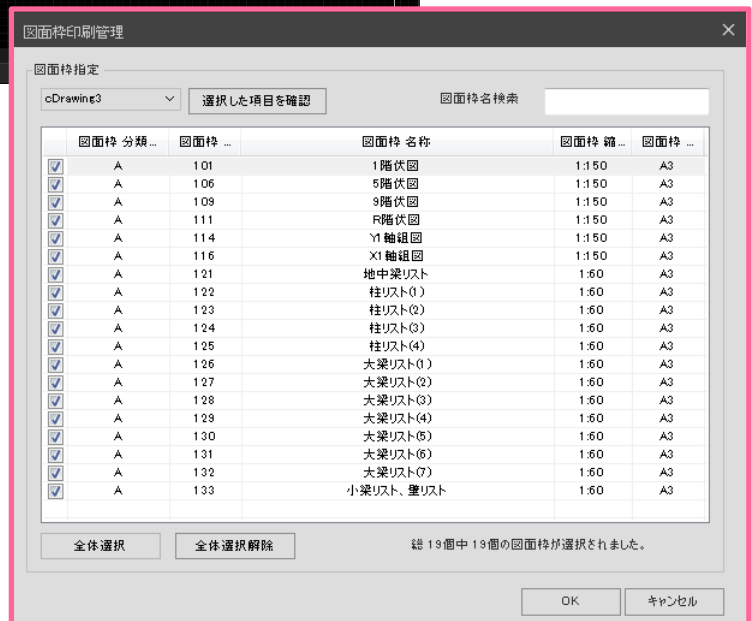 図面枠印刷管理
図面枠指定
cDrawing3 選択した項目を確認 図面枠名検索
図面枠 分類... 図面枠 ... 図面枠 名称 図面枠 縮... 図面枠 ...
A 101 1階伏図 1:150 A3
A 106 5階伏図 1:150 A3
A 109 9階伏図 1:150 A3
A 111 R階伏図 1:150 A3
A 114 Y1 軸組図 1:150 A3
A 116 X1 軸組図 1:150 A3
A 121 地中梁リスト 1:60 A3
A 122 柱リスト(1) 1:60 A3
A 123 柱リスト(2) 1:60 A3
A 124 柱リスト(3) 1:60 A3
A 125 柱リスト(4) 1:60 A3
A 126 大梁リスト(1) 1:60 A3
A 127 大梁リスト(2) 1:60 A3
A 128 大梁リスト(3) 1:60 A3
A 129 大梁リスト(4) 1:60 A3
A 130 大梁リスト(5) 1:60 A3
A 131 大梁リスト(6) 1:60 A3
A 132 大梁リスト(7) 1:60 A3
A 133 小梁リスト、壁リスト 1:60 A3
全体選択 全体選択解除 総 19個中 19個の図面枠が選択されました。
OK キャンセル